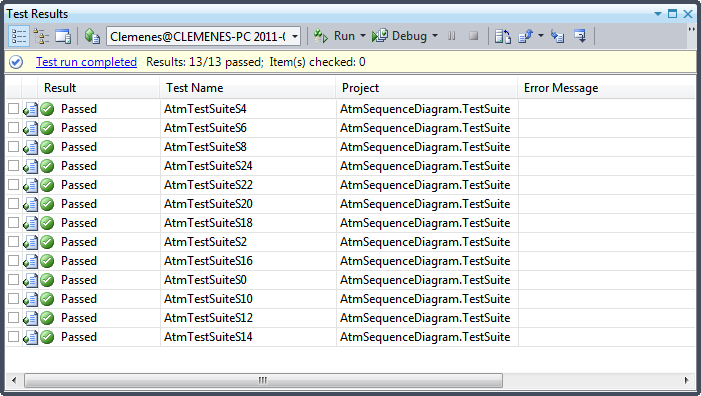 Test Results
Clemenes@CLEMENES-PC 2011-( Run Debug
Test run completed Results: 13/13 passed; Item(s) checked: 0
Result Test Name Project Error Message
Passed AtmTestSuiteS4 AtmSequenceDiagram.TestSuite
Passed AtmTestSuiteS6 AtmSequenceDiagram.TestSuite
Passed AtmTestSuiteS8 AtmSequenceDiagram.TestSuite
Passed AtmTestSuiteS24 AtmSequenceDiagram.TestSuite
Passed AtmTestSuiteS22 AtmSequenceDiagram.TestSuite
Passed AtmTestSuiteS20 AtmSequenceDiagram.TestSuite
Passed AtmTestSuiteS18 AtmSequenceDiagram.TestSuite
Passed AtmTestSuiteS2 AtmSequenceDiagram.TestSuite
Passed AtmTestSuiteS16 AtmSequenceDiagram.TestSuite
Passed AtmTestSuiteS0 AtmSequenceDiagram.TestSuite
Passed AtmTestSuiteS10 AtmSequenceDiagram.TestSuite
Passed AtmTestSuiteS12 AtmSequenceDiagram.TestSuite
Passed AtmTestSuiteS14 AtmSequenceDiagram.TestSuite